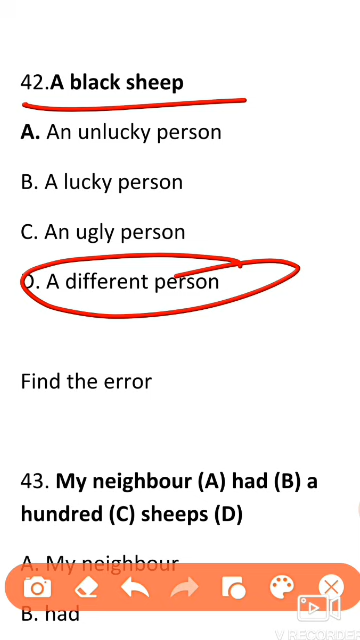 42.A black sheep
A. An unlucky person
B. A lucky person
C. An ugly person
D. A different person
Find the error
43. My neighbour (A) had (B) a
hundred (C) sheeps (D)
A. My neighbour
B. had
V RECORDER